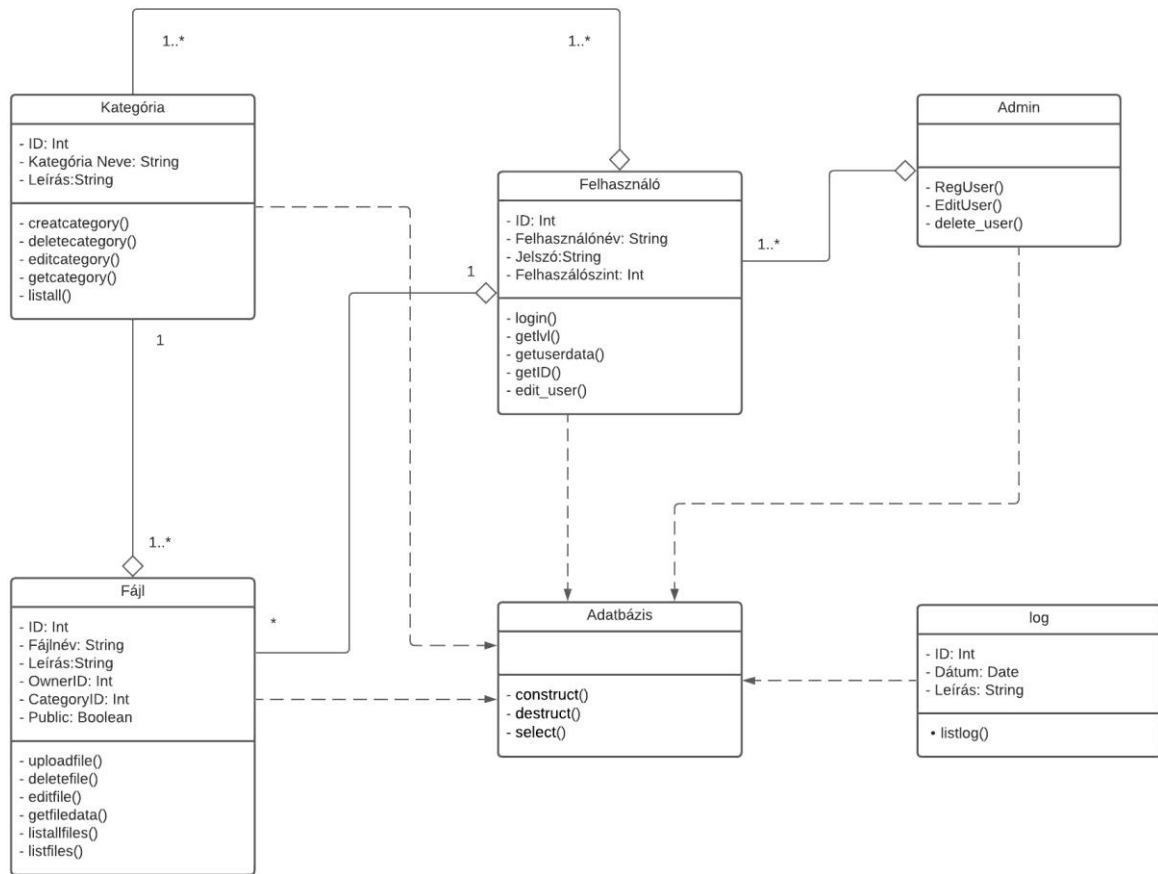 1..*
1..*
Kategória
- ID: Int
- Kategória Neve: String
- Leírás:String
- creatcategory()
- deletecategory()
- editcategory()
- getcategory()
- listall()
Admin
- RegUser()
- EditUser()
- delete_user()
Felhasználó
- ID: Int
- Felhasználónév: String
- Jelszó:String
- Felhaszálószint: Int
- login()
- getlvl()
- getuserdata()
- getID()
- edit_user()
1..*
1
1
1..*
*
Fájl
- ID: Int
- Fájlnév: String
- Leírás:String
- OwnerID: Int
- CategoryID: Int
- Public: Boolean
- uploadfile()
- deletefile()
- editfile()
- getfiledata()
- listallfiles()
- listfiles()
Adatbázis
- construct()
- destruct()
- select()
log
- ID: Int
- Dátum: Date
- Leírás: String
• listlog()